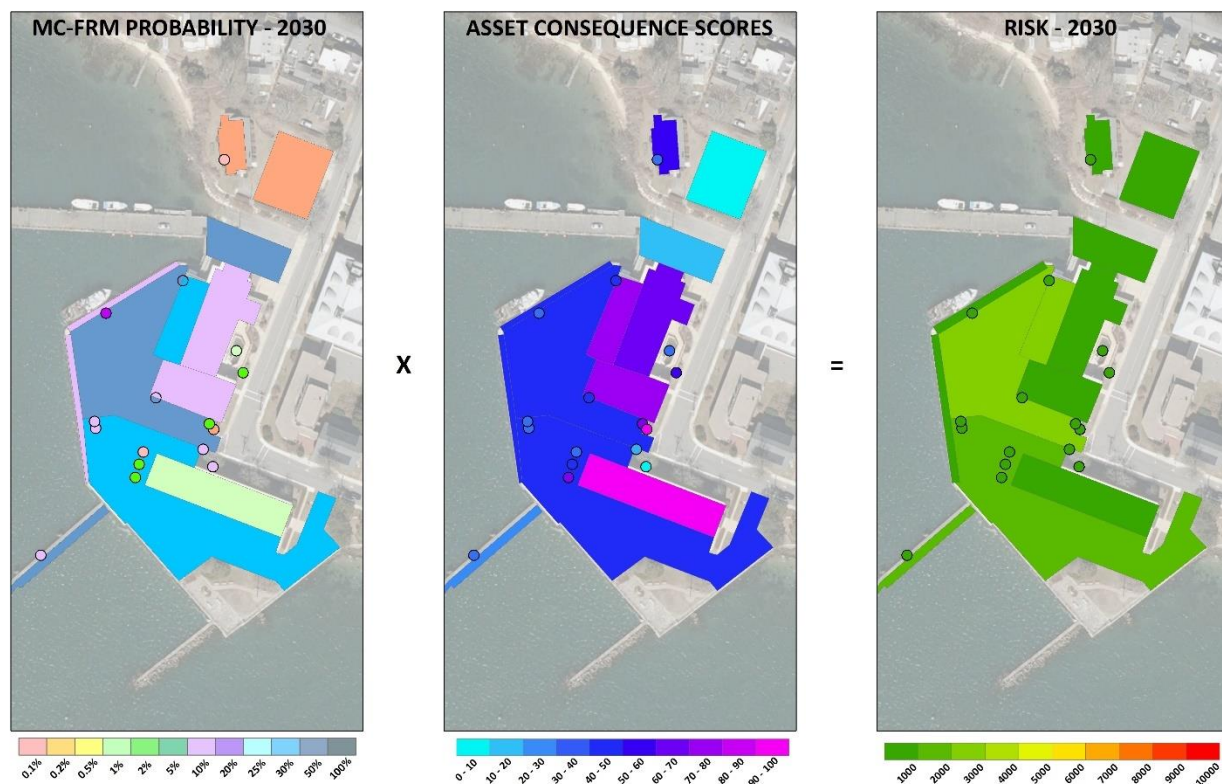 MC-FRM PROBABILITY - 2030
ASSET CONSEQUENCE SCORES
RISK - 2030
X
=
0.1%
0.2%
0.5%
1%
2%
5%
10%
20%
25%
30%
50%
100%
0 - 10
10 - 20
20 - 30
30 - 40
40 - 50
50 - 60
60 - 70
70 - 80
80 - 90
90 - 100
1000
2000
3000
4000
5000
6000
7000
8000
9000
10000